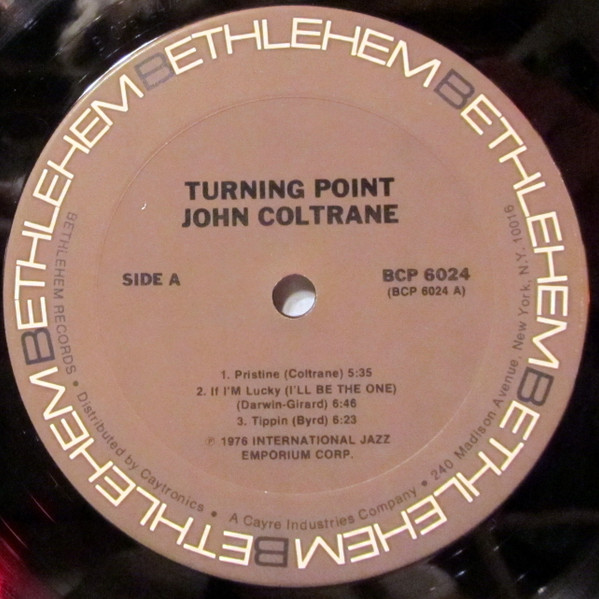 TURNING POINT
JOHN COLTRANE
SIDE A
BCP 6024
(BCP 6024 A)
1. Pristine (Coltrane) 5:35
2. If I'M Lucky (I'LL BE THE ONE)
(Darwin-Girard) 6:46
3. Tippin (Byrd) 6:23
℗ 1976 INTERNATIONAL JAZZ
EMPORIUM CORP.
BETHLEHEM RECORDS • Distributed by Caytronics • A Cayre Industries Company • 240 Madison Avenue, New York, N.Y. 10016
BETHLEHEM BETHLEHEM BETHLEHEM BETHLEHEM BETHLEHEM BETHLEHEM